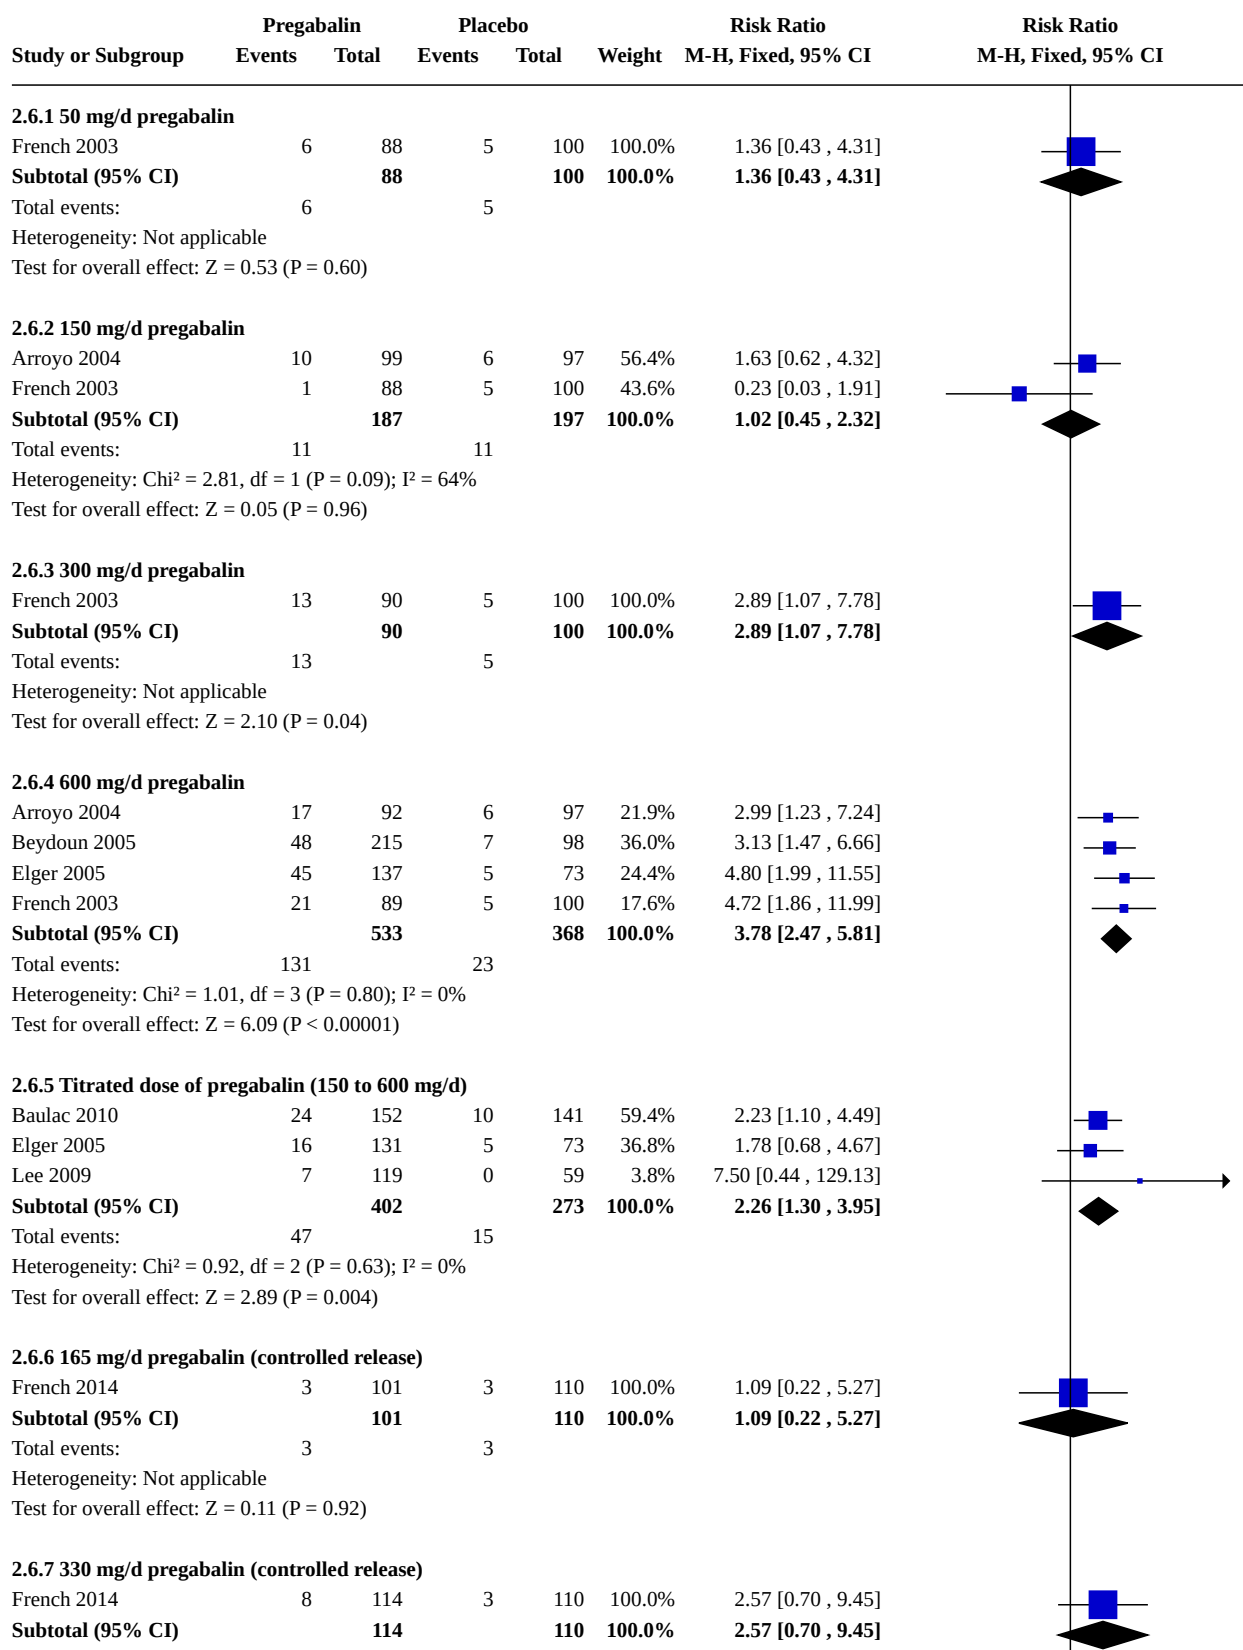 Pregabalin Placebo Risk Ratio Risk Ratio
Study or Subgroup Events Total Events Total Weight M-H, Fixed, 95% CI M-H, Fixed, 95% CI
2.6.1 50 mg/d pregabalin
French 2003 6 88 5 100 100.0% 1.36 [0.43 , 4.31]
Subtotal (95% CI) 88 100 100.0% 1.36 [0.43 , 4.31]
Total events: 6 5
Heterogeneity: Not applicable
Test for overall effect: Z = 0.53 (P = 0.60)
2.6.2 150 mg/d pregabalin
Arroyo 2004 10 99 6 97 56.4% 1.63 [0.62 , 4.32]
French 2003 1 88 5 100 43.6% 0.23 [0.03 , 1.91]
Subtotal (95% CI) 187 197 100.0% 1.02 [0.45 , 2.32]
Total events: 11 11
Heterogeneity: Chi² = 2.81, df = 1 (P = 0.09); I² = 64%
Test for overall effect: Z = 0.05 (P = 0.96)
2.6.3 300 mg/d pregabalin
French 2003 13 90 5 100 100.0% 2.89 [1.07 , 7.78]
Subtotal (95% CI) 90 100 100.0% 2.89 [1.07 , 7.78]
Total events: 13 5
Heterogeneity: Not applicable
Test for overall effect: Z = 2.10 (P = 0.04)
2.6.4 600 mg/d pregabalin
Arroyo 2004 17 92 6 97 21.9% 2.99 [1.23 , 7.24]
Beydoun 2005 48 215 7 98 36.0% 3.13 [1.47 , 6.66]
Elger 2005 45 137 5 73 24.4% 4.80 [1.99 , 11.55]
French 2003 21 89 5 100 17.6% 4.72 [1.86 , 11.99]
Subtotal (95% CI) 533 368 100.0% 3.78 [2.47 , 5.81]
Total events: 131 23
Heterogeneity: Chi² = 1.01, df = 3 (P = 0.80); I² = 0%
Test for overall effect: Z = 6.09 (P < 0.00001)
2.6.5 Titrated dose of pregabalin (150 to 600 mg/d)
Baulac 2010 24 152 10 141 59.4% 2.23 [1.10 , 4.49]
Elger 2005 16 131 5 73 36.8% 1.78 [0.68 , 4.67]
Lee 2009 7 119 0 59 3.8% 7.50 [0.44 , 129.13]
Subtotal (95% CI) 402 273 100.0% 2.26 [1.30 , 3.95]
Total events: 47 15
Heterogeneity: Chi² = 0.92, df = 2 (P = 0.63); I² = 0%
Test for overall effect: Z = 2.89 (P = 0.004)
2.6.6 165 mg/d pregabalin (controlled release)
French 2014 3 101 3 110 100.0% 1.09 [0.22 , 5.27]
Subtotal (95% CI) 101 110 100.0% 1.09 [0.22 , 5.27]
Total events: 3 3
Heterogeneity: Not applicable
Test for overall effect: Z = 0.11 (P = 0.92)
2.6.7 330 mg/d pregabalin (controlled release)
French 2014 8 114 3 110 100.0% 2.57 [0.70 , 9.45]
Subtotal (95% CI) 114 110 100.0% 2.57 [0.70 , 9.45]